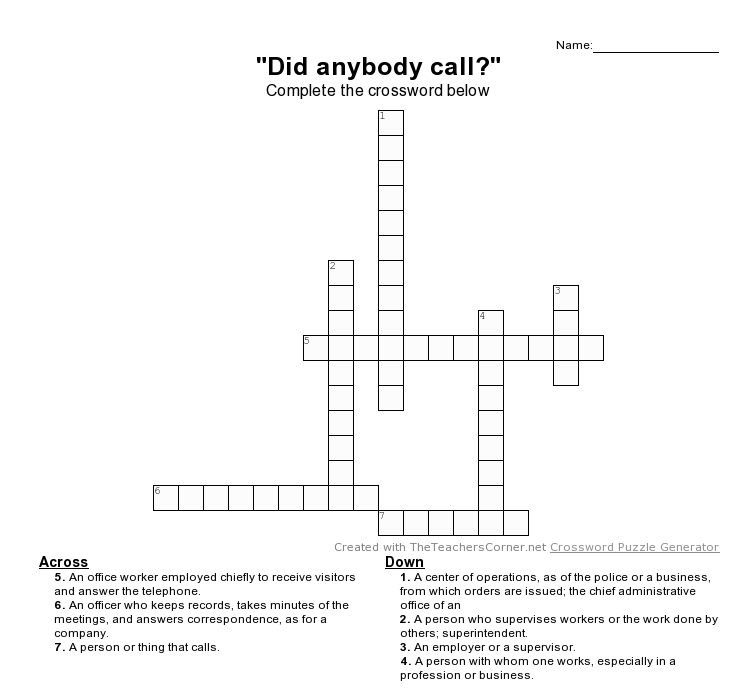 Name:
"Did anybody call?"
Complete the crossword below
1
2
3
4
5
6
7
Created with TheTeachersCorner.net Crossword Puzzle Generator
Across
5. An office worker employed chiefly to receive visitors
and answer the telephone.
6. An officer who keeps records, takes minutes of the
meetings, and answers correspondence, as for a
company.
7. A person or thing that calls.
Down
1. A center of operations, as of the police or a business,
from which orders are issued; the chief administrative
office of an
2. A person who supervises workers or the work done by
others; superintendent.
3. An employer or a supervisor.
4. A person with whom one works, especially in a
profession or business.